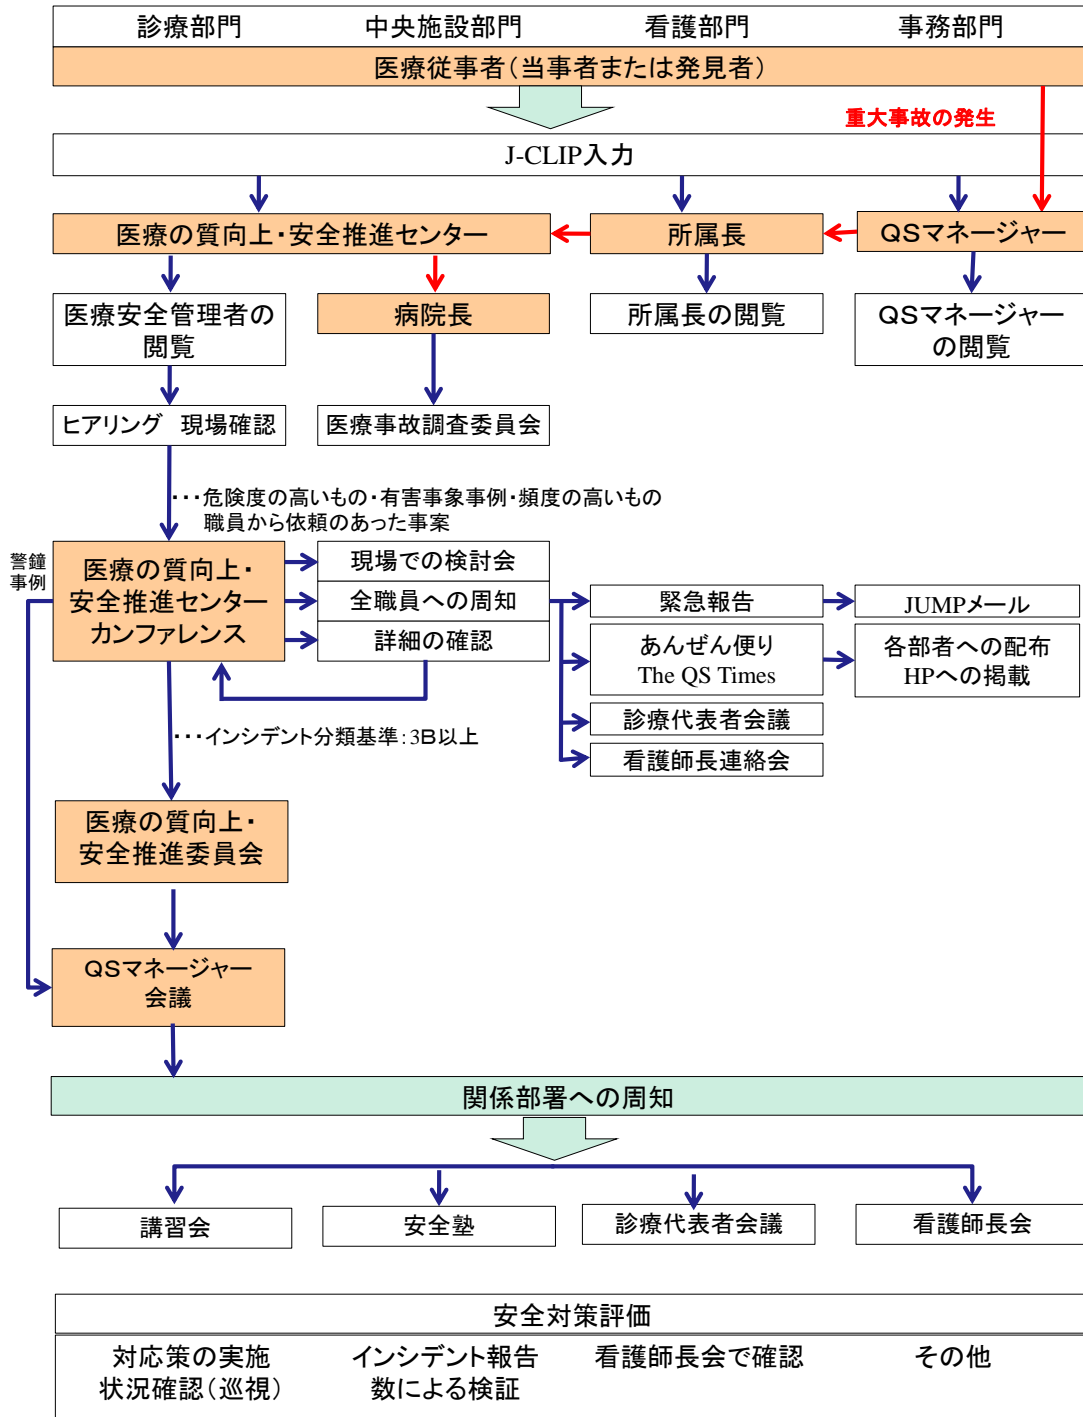 診療部門 中央施設部門 看護部門 事務部門
医療従事者(当事者または発見者)
重大事故の発生
J-CLIP入力
医療の質向上・安全推進センター
所属長
QSマネージャー
医療安全管理者の
閲覧
病院長
所属長の閲覧
QSマネージャー
の閲覧
ヒアリング 現場確認
医療事故調査委員会
・・・危険度の高いもの・有害事象事例・頻度の高いもの
職員から依頼のあった事案
警鐘
事例
医療の質向上・
安全推進センター
カンファレンス
現場での検討会
全職員への周知
詳細の確認
緊急報告
JUMPメール
あんぜん便り
The QS Times
各部者への配布
HPへの掲載
診療代表者会議
看護師長連絡会
・・・インシデント分類基準:3B以上
医療の質向上・
安全推進委員会
QSマネージャー
会議
関係部署への周知
講習会
安全塾
診療代表者会議
看護師長会
安全対策評価
対応策の実施
状況確認(巡視)
インシデント報告
数による検証
看護師長会で確認
その他